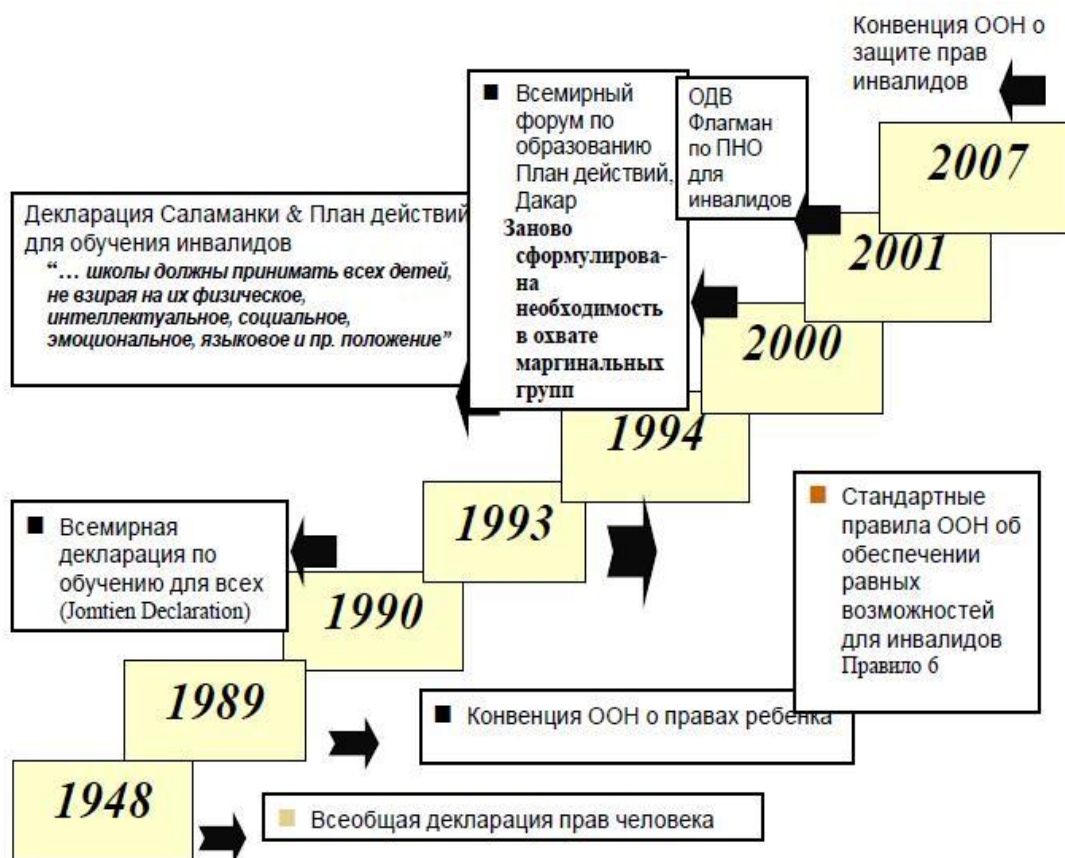 Конвенция ООН о
защите прав
инвалидов
2007
ОДВ
Флагман
по ПНО
для
инвалидов
2001
Всемирный
форум по
образованию
План действий,
Дакар
Заново
сформулирова-
на
необходимость
в охвате
маргинальных
групп
2000
Декларация Саламанки & План действий
для обучения инвалидов
“… школы должны принимать всех детей,
не взирая на их физическое,
интеллектуальное, социальное,
эмоциональное, языковое и пр. положение”
1994
1993
Стандартные
правила ООН об
обеспечении
равных
возможностей
для инвалидов
Правило 6
Всемирная
декларация по
обучению для всех
(Jomtien Declaration)
1990
1989
Конвенция ООН о правах ребенка
1948
Всеобщая декларация прав человека